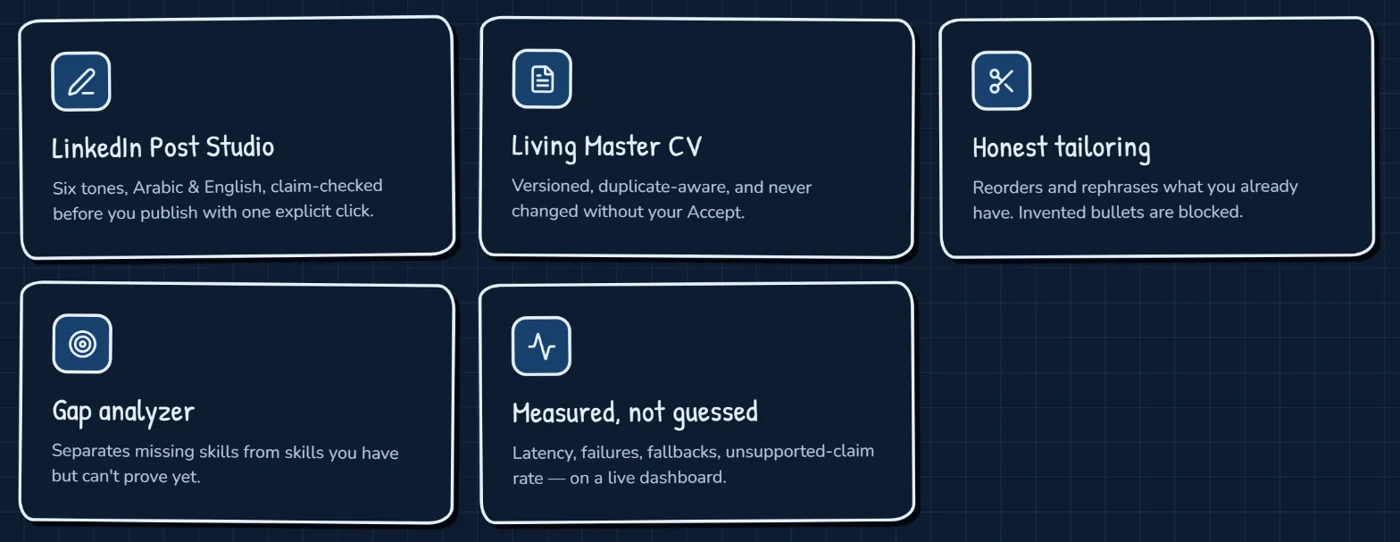 LinkedIn Post Studio
Six tones, Arabic & English, claim-checked
before you publish with one explicit click.
Living Master CV
Versioned, duplicate-aware, and never
changed without your Accept.
Honest tailoring
Reorders and rephrases what you already
have. Invented bullets are blocked.
Gap analyzer
Separates missing skills from skills you have
but can't prove yet.
Measured, not guessed
Latency, failures, fallbacks, unsupported-claim
rate — on a live dashboard.